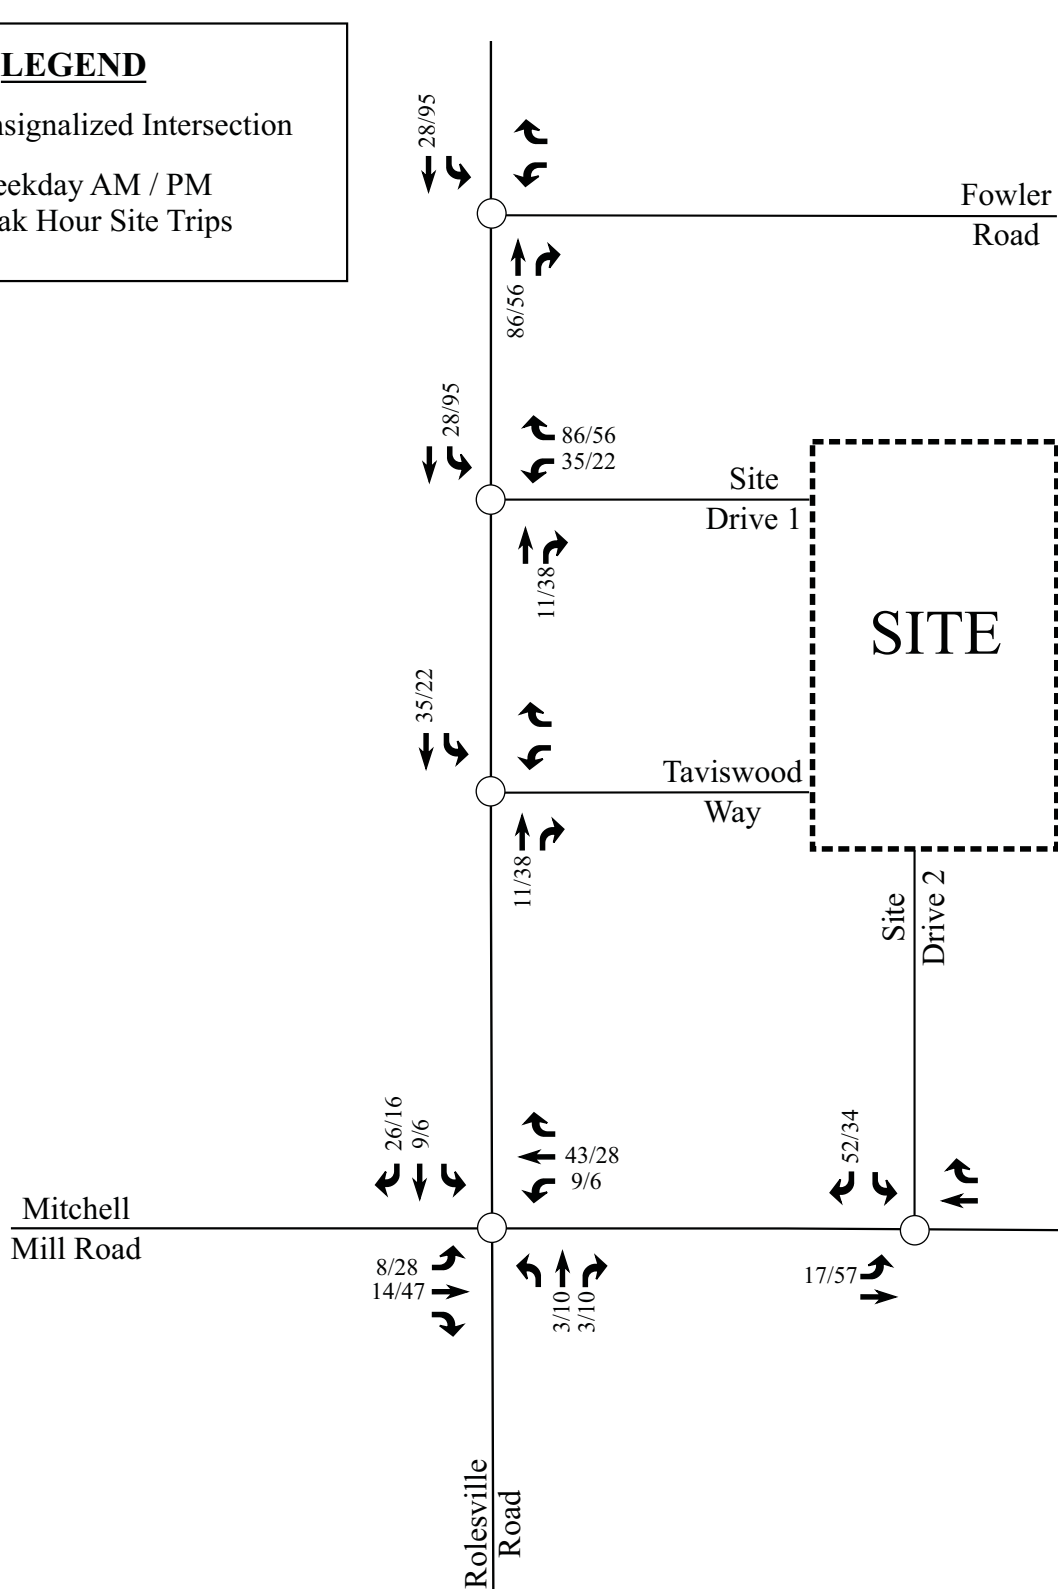 LEGEND
Intersection
AM / PM
Hour Site Trips
28/95
Fowler
Road
86/56
28/95
86/56
35/22
Site
Drive 1
11/38
SITE
35/22
Taviswood
Way
11/38
Site
Drive 2
26/16
9/6
43/28
9/6
52/34
Mitchell
Mill Road
8/28
14/47
3/10
3/10
17/57
Rolesville
Road